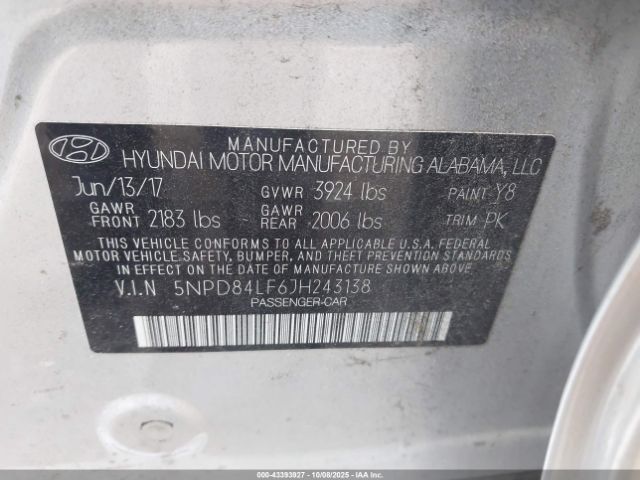 MANUFACTURED BY
HYUNDAI MOTOR MANUFACTURING ALABAMA, LLC
Jun/13/17 GVWR 3924 lbs PAINT Y8
GAWR FRONT 2183 lbs GAWR REAR 2006 lbs TRIM PK
THIS VEHICLE CONFORMS TO ALL APPLICABLE U.S.A. FEDERAL
MOTOR VEHICLE SAFETY, BUMPER, AND THEFT PREVENTION STANDARDS
IN EFFECT ON THE DATE OF MANUFACTURE SHOWN ABOVE.
V.I.N 5NPD84LF6JH243138
PASSENGER-CAR
000-43393927 - 10/08/2025 - IAA Inc.